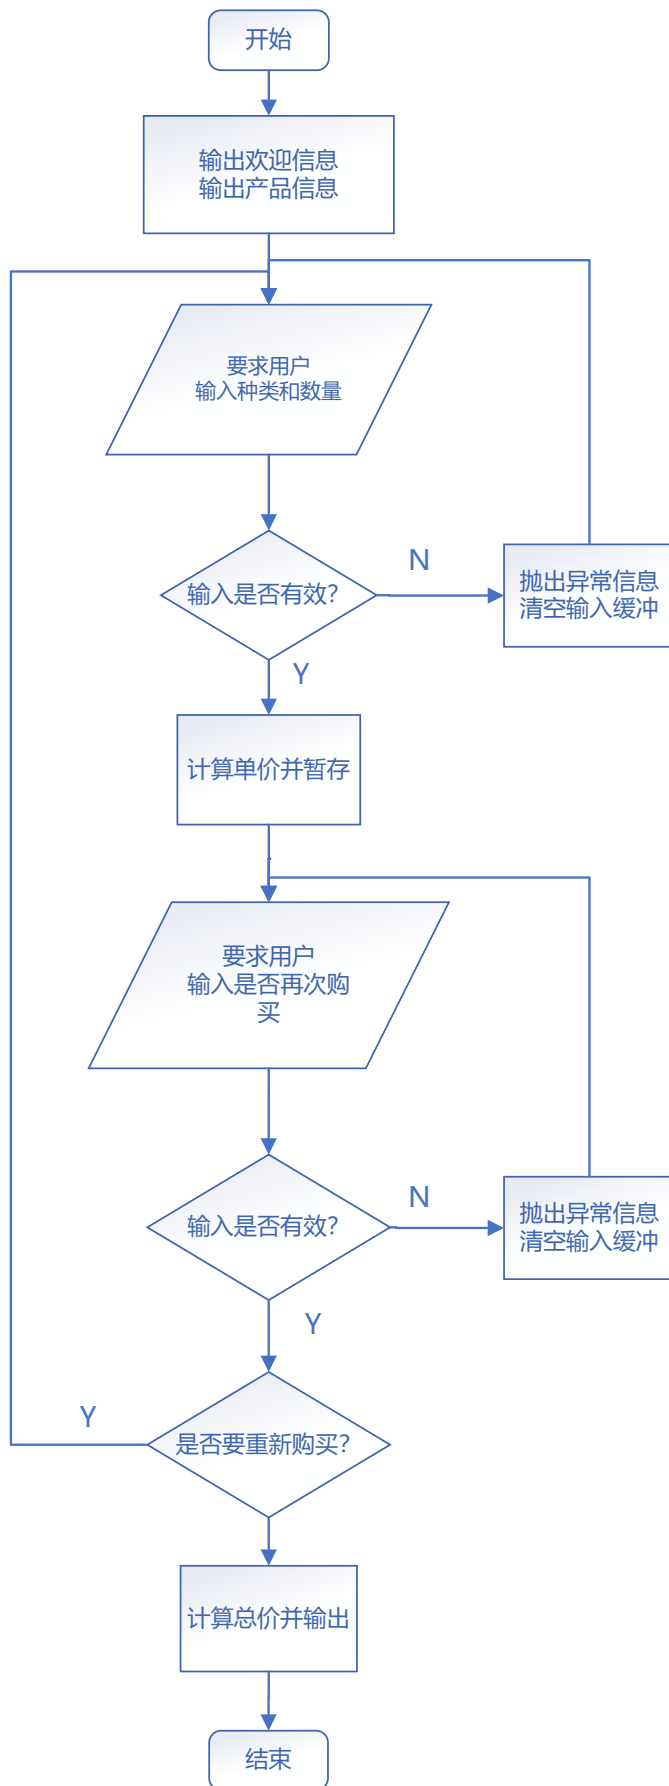 开始
输出欢迎信息
输出产品信息
要求用户
输入种类和数量
输入是否有效？
N
抛出异常信息
清空输入缓冲
Y
计算单价并暂存
要求用户
输入是否再次购
买
输入是否有效？
N
抛出异常信息
清空输入缓冲
Y
是否要重新购买？
Y
计算总价并输出
结束